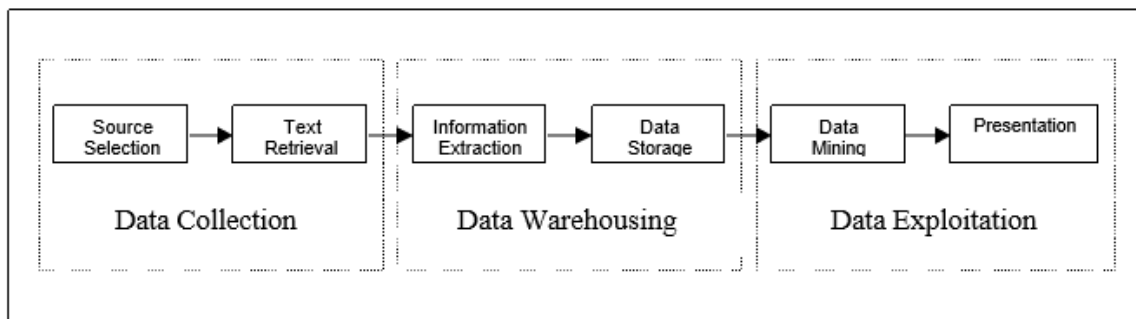 Source
Selection
Text
Retrieval
Information
Extraction
Data
Storage
Data
Mining
Presentation
Data Collection
Data Warehousing
Data Exploitation